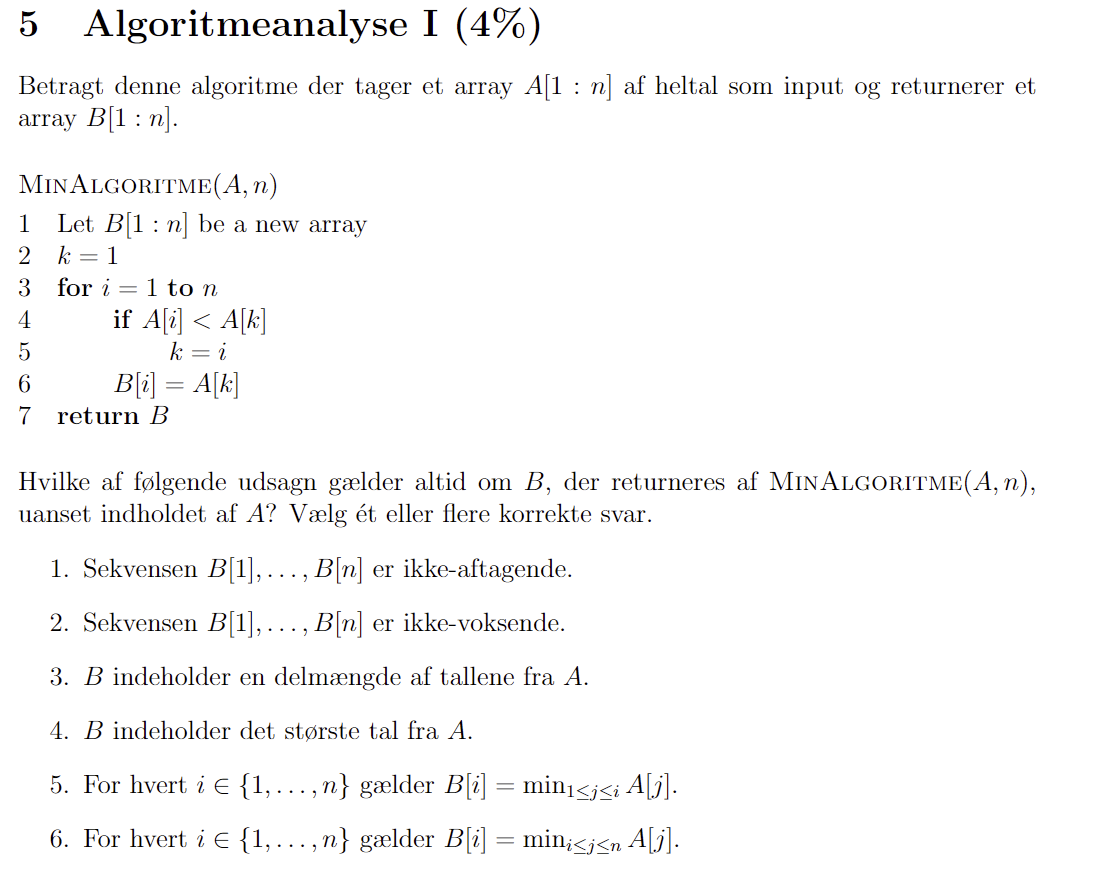 5 Algoritmeanalyse I (4%)
Betragt denne algoritme der tager et array A[1 : n] af heltal som input og returnerer et
array B[1 : n].
MinAlgoritme(A, n)
1 Let B[1 : n] be a new array
2 k = 1
3 for i = 1 to n
4 if A[i] < A[k]
5 k = i
6 B[i] = A[k]
7 return B
Hvilke af følgende udsagn gælder altid om B, der returneres af MinAlgoritme(A, n),
uanset indholdet af A? Vælg ét eller flere korrekte svar.
1. Sekvensen B[1], . . . , B[n] er ikke-aftagende.
2. Sekvensen B[1], . . . , B[n] er ikke-voksende.
3. B indeholder en delmængde af tallene fra A.
4. B indeholder det største tal fra A.
5. For hvert i ∈ {1, . . . , n} gælder B[i] = min₁≤j≤i A[j].
6. For hvert i ∈ {1, . . . , n} gælder B[i] = minᵢ≤j≤n A[j].